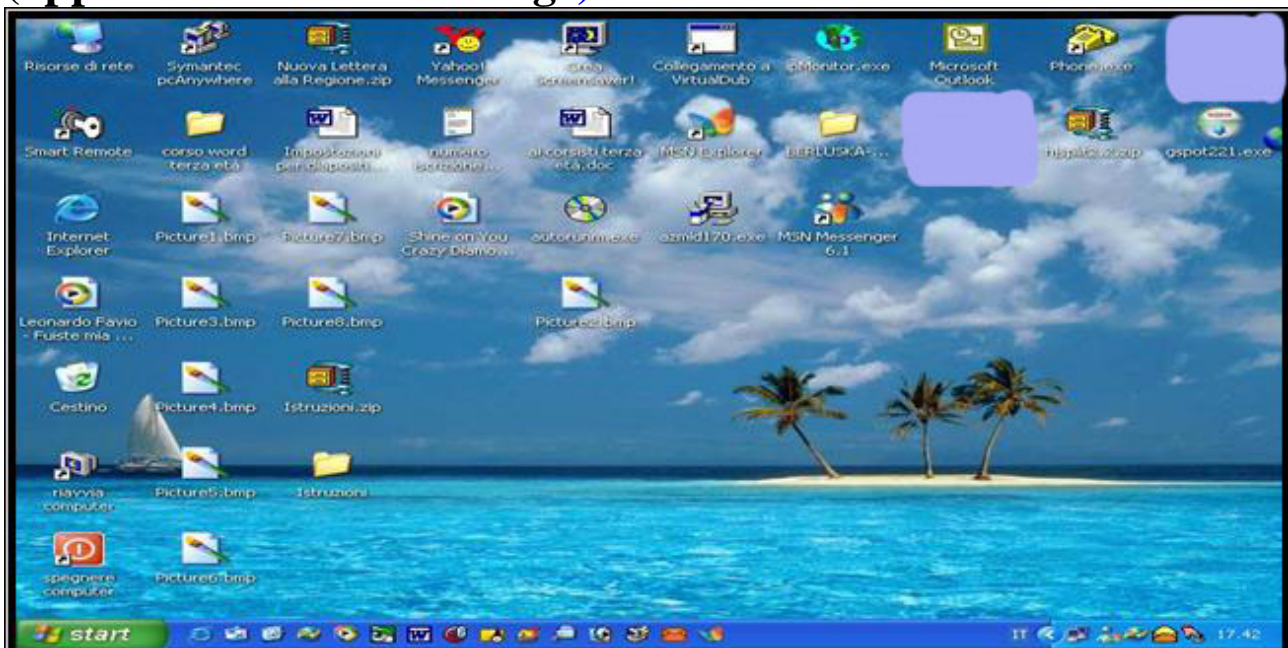 Risorse di rete
Symantec
pcAnywhere
Nuova Lettera
alla Regione.zip
Yahoo!
Messenger
crea
screensaver!
Collegamento a
VirtualDub
pMonitor.exe
Microsoft
Outlook
Phone.exe
Smart Remote
corso word
terza età
Impostazioni
per diapositi...
numero
iscrizione...
ai corsisti terza
età.doc
MSN Explorer
BERLUSKA-...
gspot221.exe
Internet
Explorer
Picture1.bmp
Picture7.bmp
Shine on You
Crazy Diamo...
autorunm.exe
azmid170.exe
MSN Messenger
6.1
Leonardo Favio
- Fuiste mia ...
Picture3.bmp
Picture8.bmp
Picture2.bmp
Cestino
Picture4.bmp
Istruzioni.zip
riavvia
computer
Picture5.bmp
Istruzioni
spegnere
computer
Picture6.bmp
start
IT
17.42